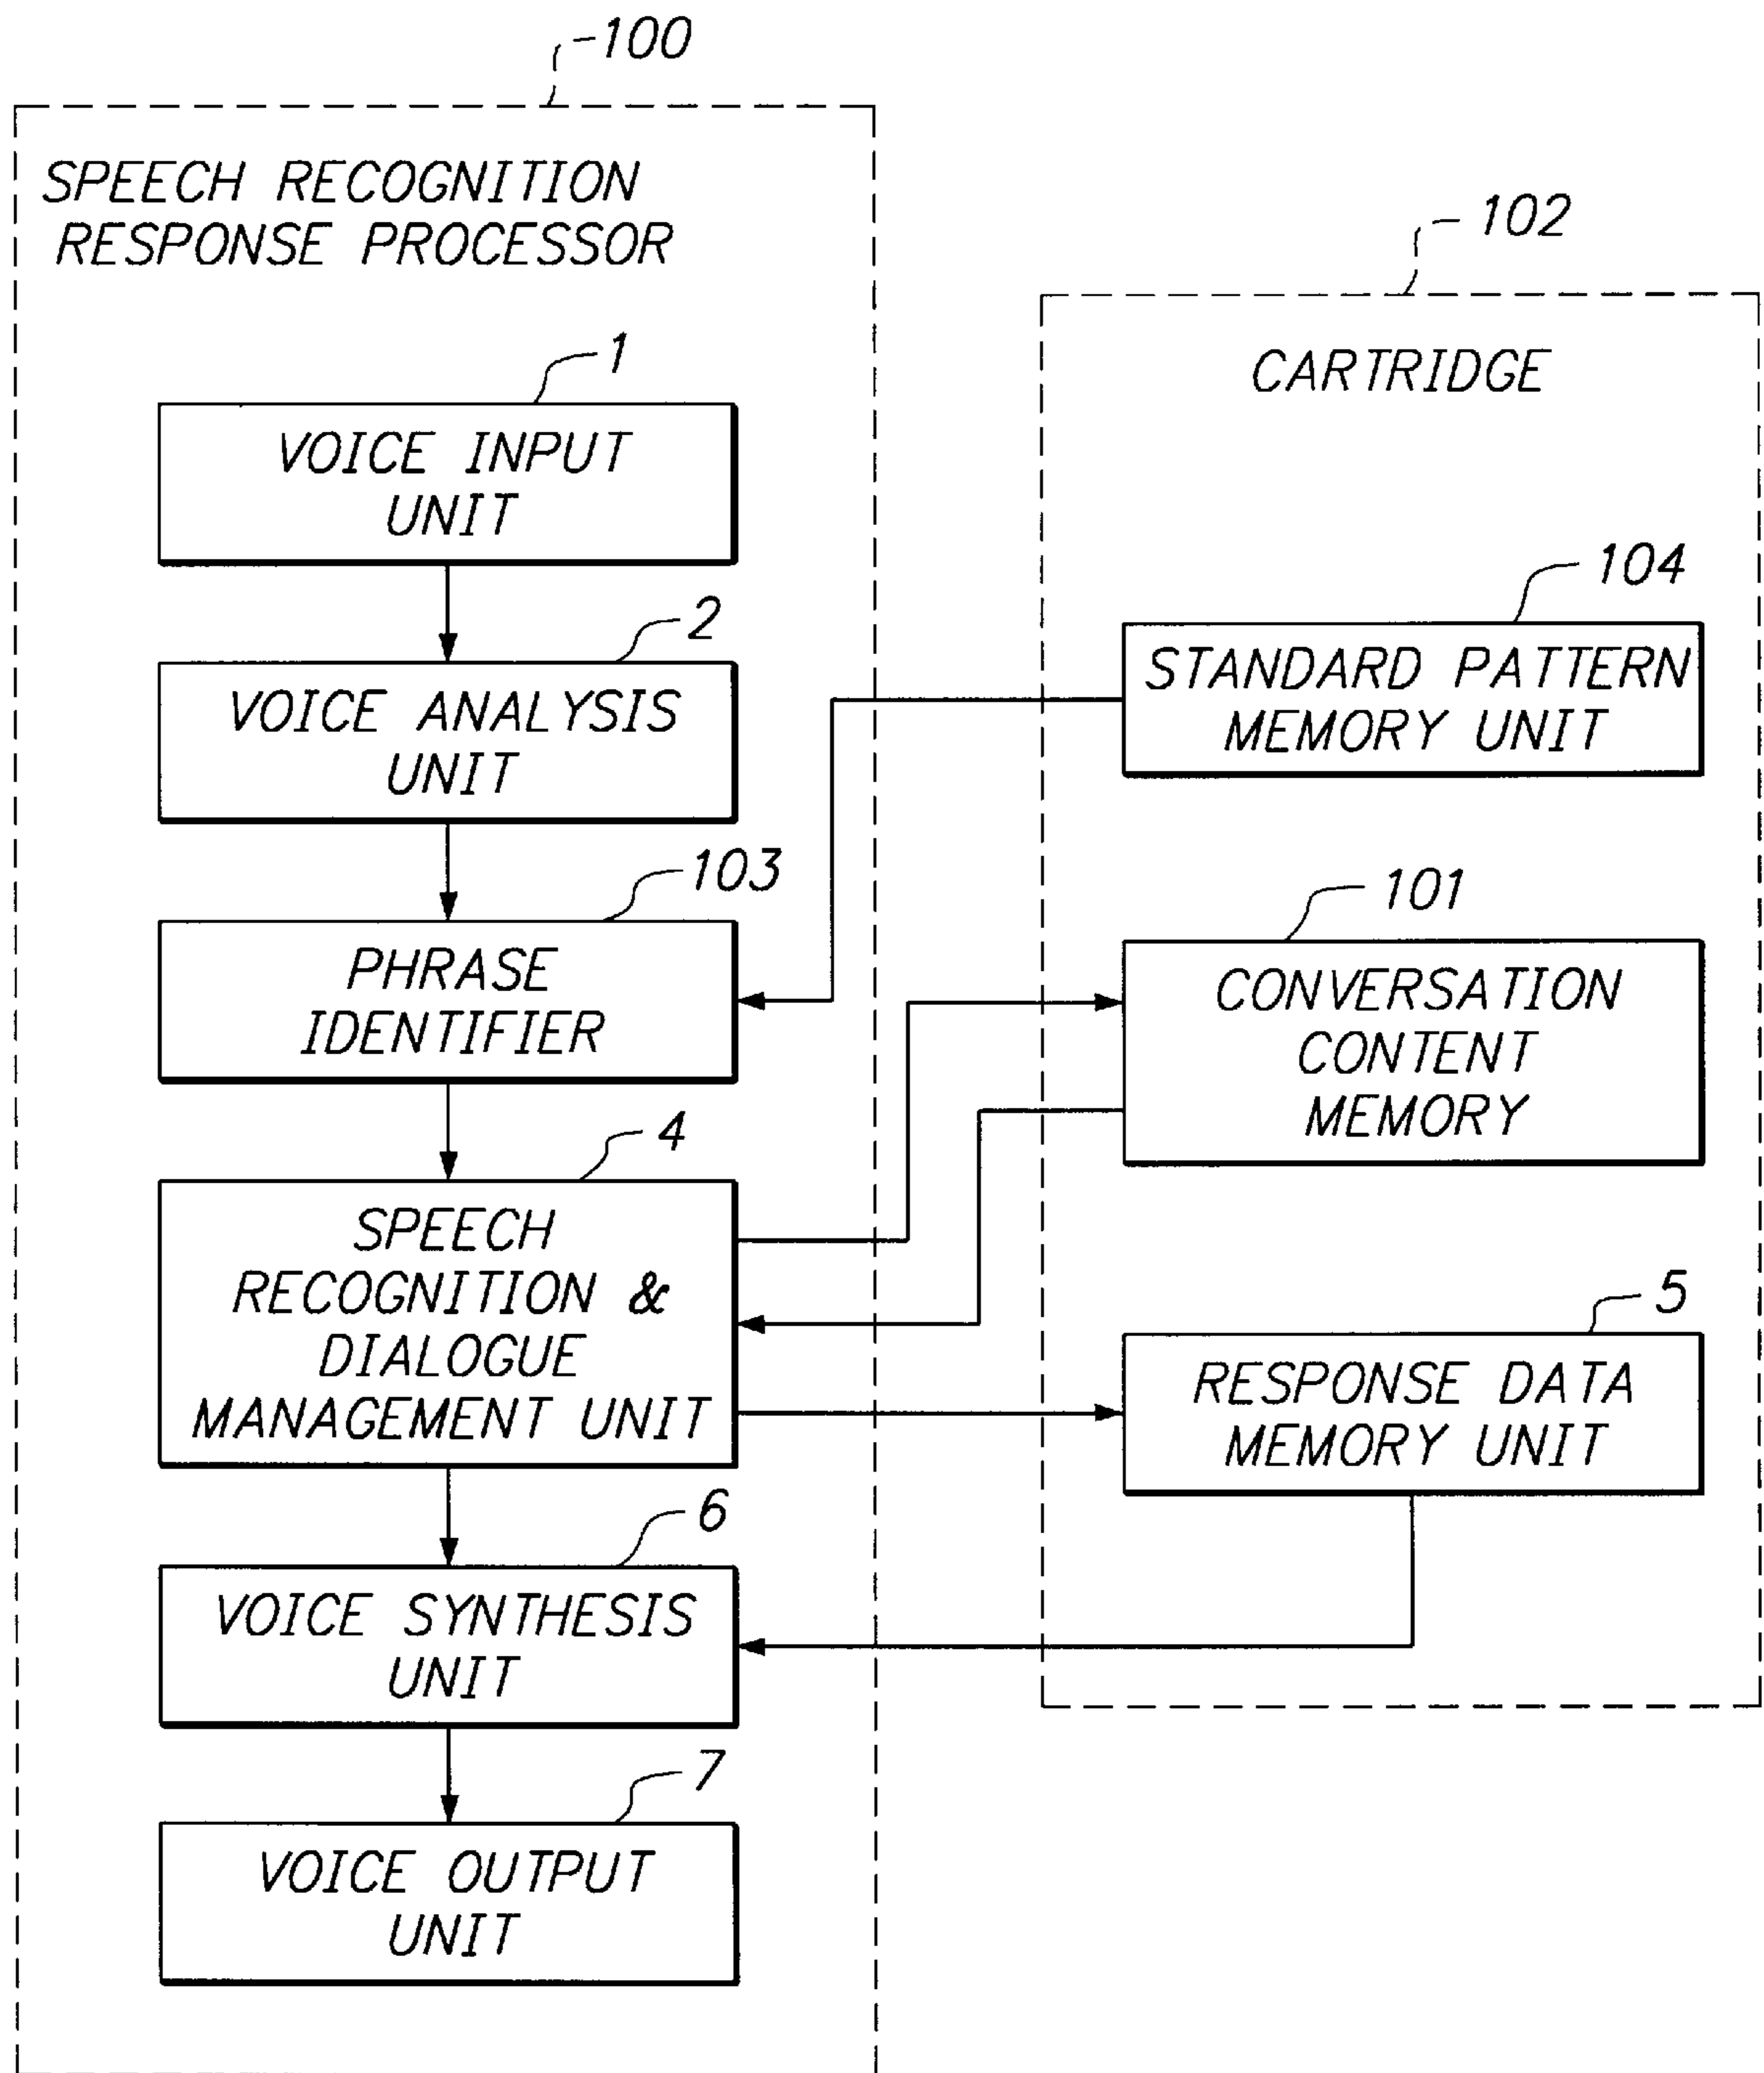 100
SPEECH RECOGNITION
RESPONSE PROCESSOR
1
VOICE INPUT
UNIT
2
VOICE ANALYSIS
UNIT
103
PHRASE
IDENTIFIER
4
SPEECH
RECOGNITION &
DIALOGUE
MANAGEMENT UNIT
6
VOICE SYNTHESIS
UNIT
7
VOICE OUTPUT
UNIT
102
CARTRIDGE
104
STANDARD PATTERN
MEMORY UNIT
101
CONVERSATION
CONTENT
MEMORY
5
RESPONSE DATA
MEMORY UNIT